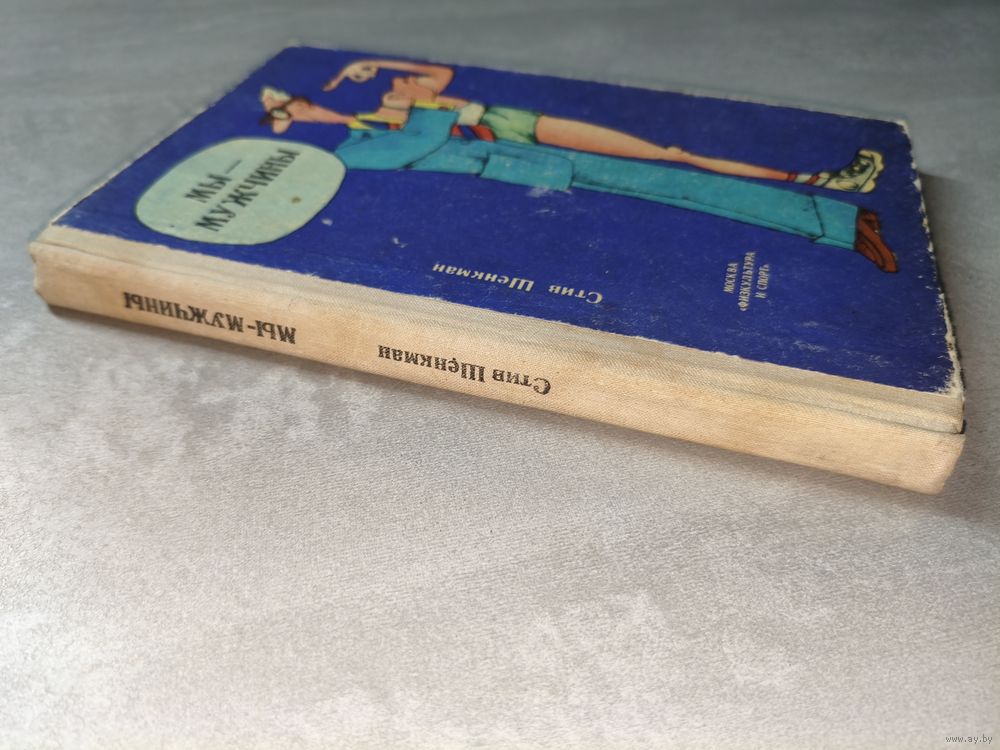 МЫ—
МУЖЧИНЫ
Стив Шенкман
МОСКВА
«ФИЗКУЛЬТУРА
И СПОРТ»
Стив Шенкман
МЫ-МУЖЧИНЫ
www.ay.by